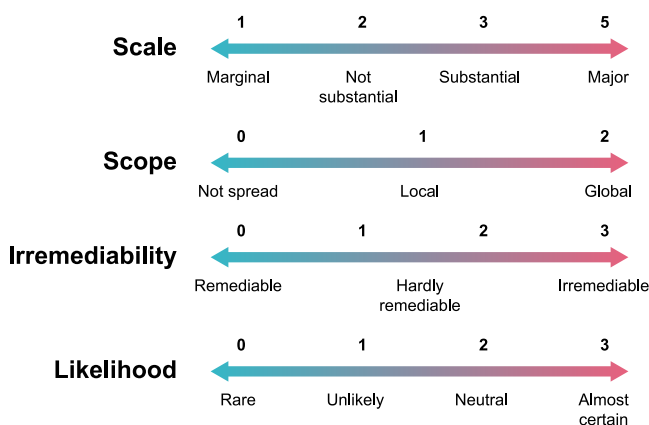 1 2 3 5
Scale
Marginal Not substantial Substantial Major
0 1 2
Scope
Not spread Local Global
0 1 2 3
Irremediability
Remediable Hardly remediable Irremediable
0 1 2 3
Likelihood
Rare Unlikely Neutral Almost certain